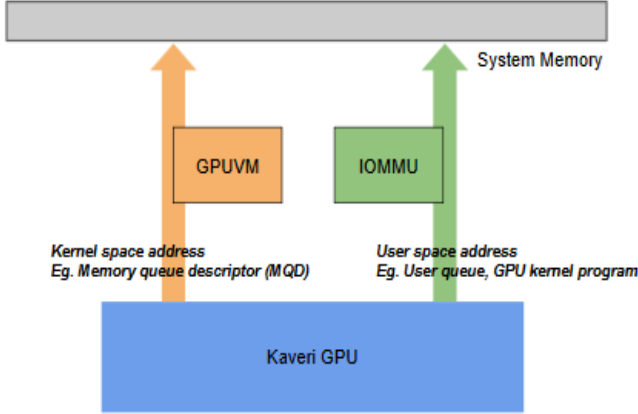 System Memory
GPUVM
IOMMU
Kernel space address
Eg. Memory queue descriptor (MQD)
User space address
Eg. User queue, GPU kernel program
Kaveri GPU